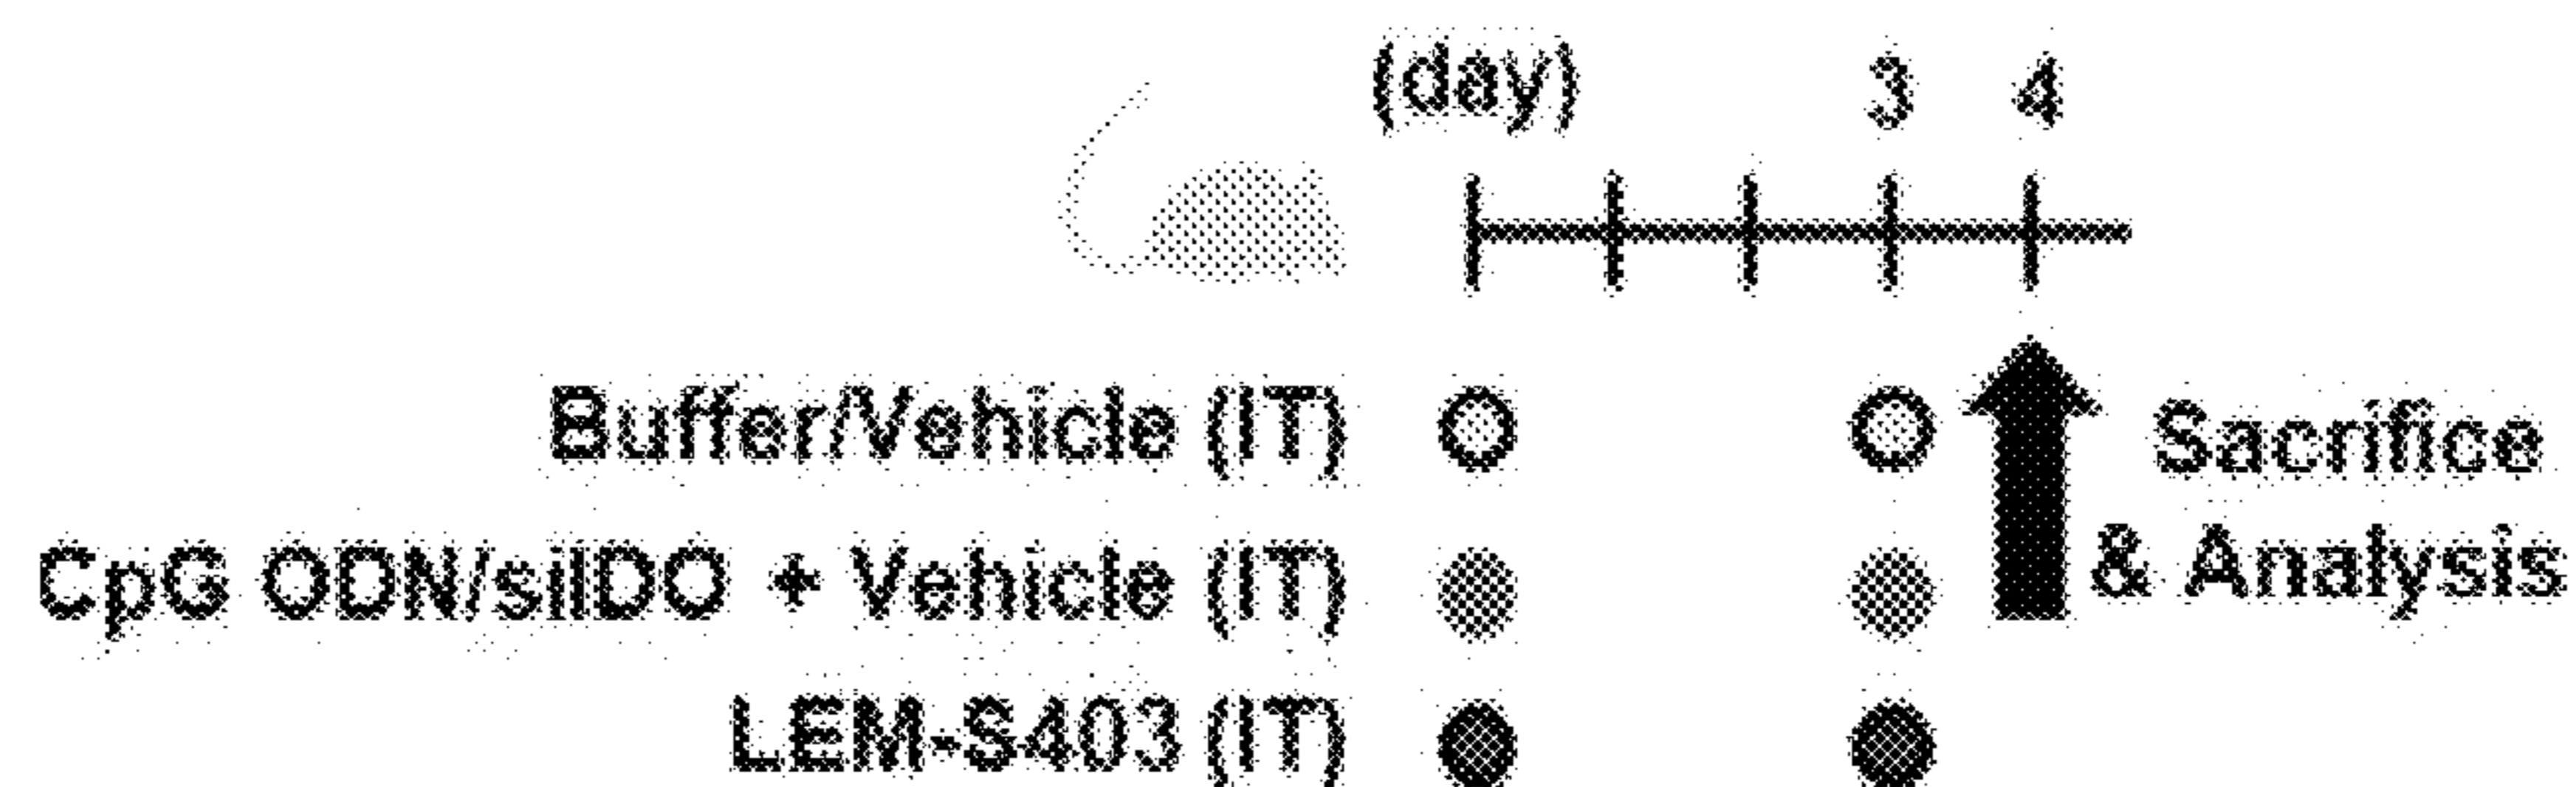 (day) 3 4
Buffer/Vehicle (IT)
Sacrifice
CpG ODN/siIDO + Vehicle (IT)
& Analysis
LEM-S403 (IT)